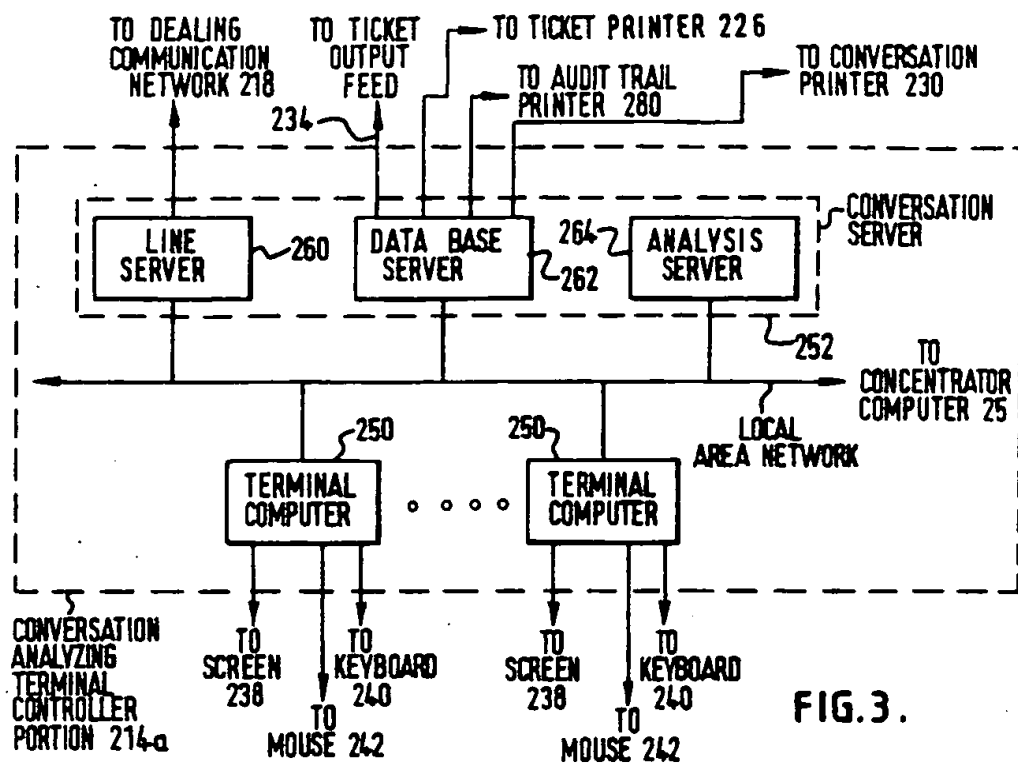 TO DEALING
COMMUNICATION
NETWORK 218
TO TICKET
OUTPUT
FEED
234
TO TICKET PRINTER 226
TO AUDIT TRAIL
PRINTER 280
TO CONVERSATION
PRINTER 230
LINE
SERVER
260
DATA BASE
SERVER
262
264
ANALYSIS
SERVER
CONVERSATION
SERVER
252
TO
CONCENTRATOR
COMPUTER 25
LOCAL
AREA NETWORK
250
TERMINAL
COMPUTER
250
TERMINAL
COMPUTER
CONVERSATION
ANALYZING
TERMINAL
CONTROLLER
PORTION 214-a
TO
SCREEN
238
TO
MOUSE 242
TO
KEYBOARD
240
TO
SCREEN
238
TO
MOUSE 242
TO
KEYBOARD
240
FIG.3.